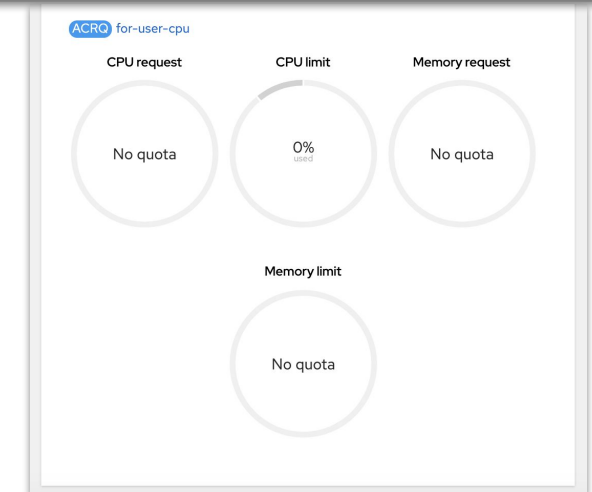 ACRQ for-user-cpu
CPU request CPU limit Memory request
No quota 0% No quota
used
Memory limit
No quota